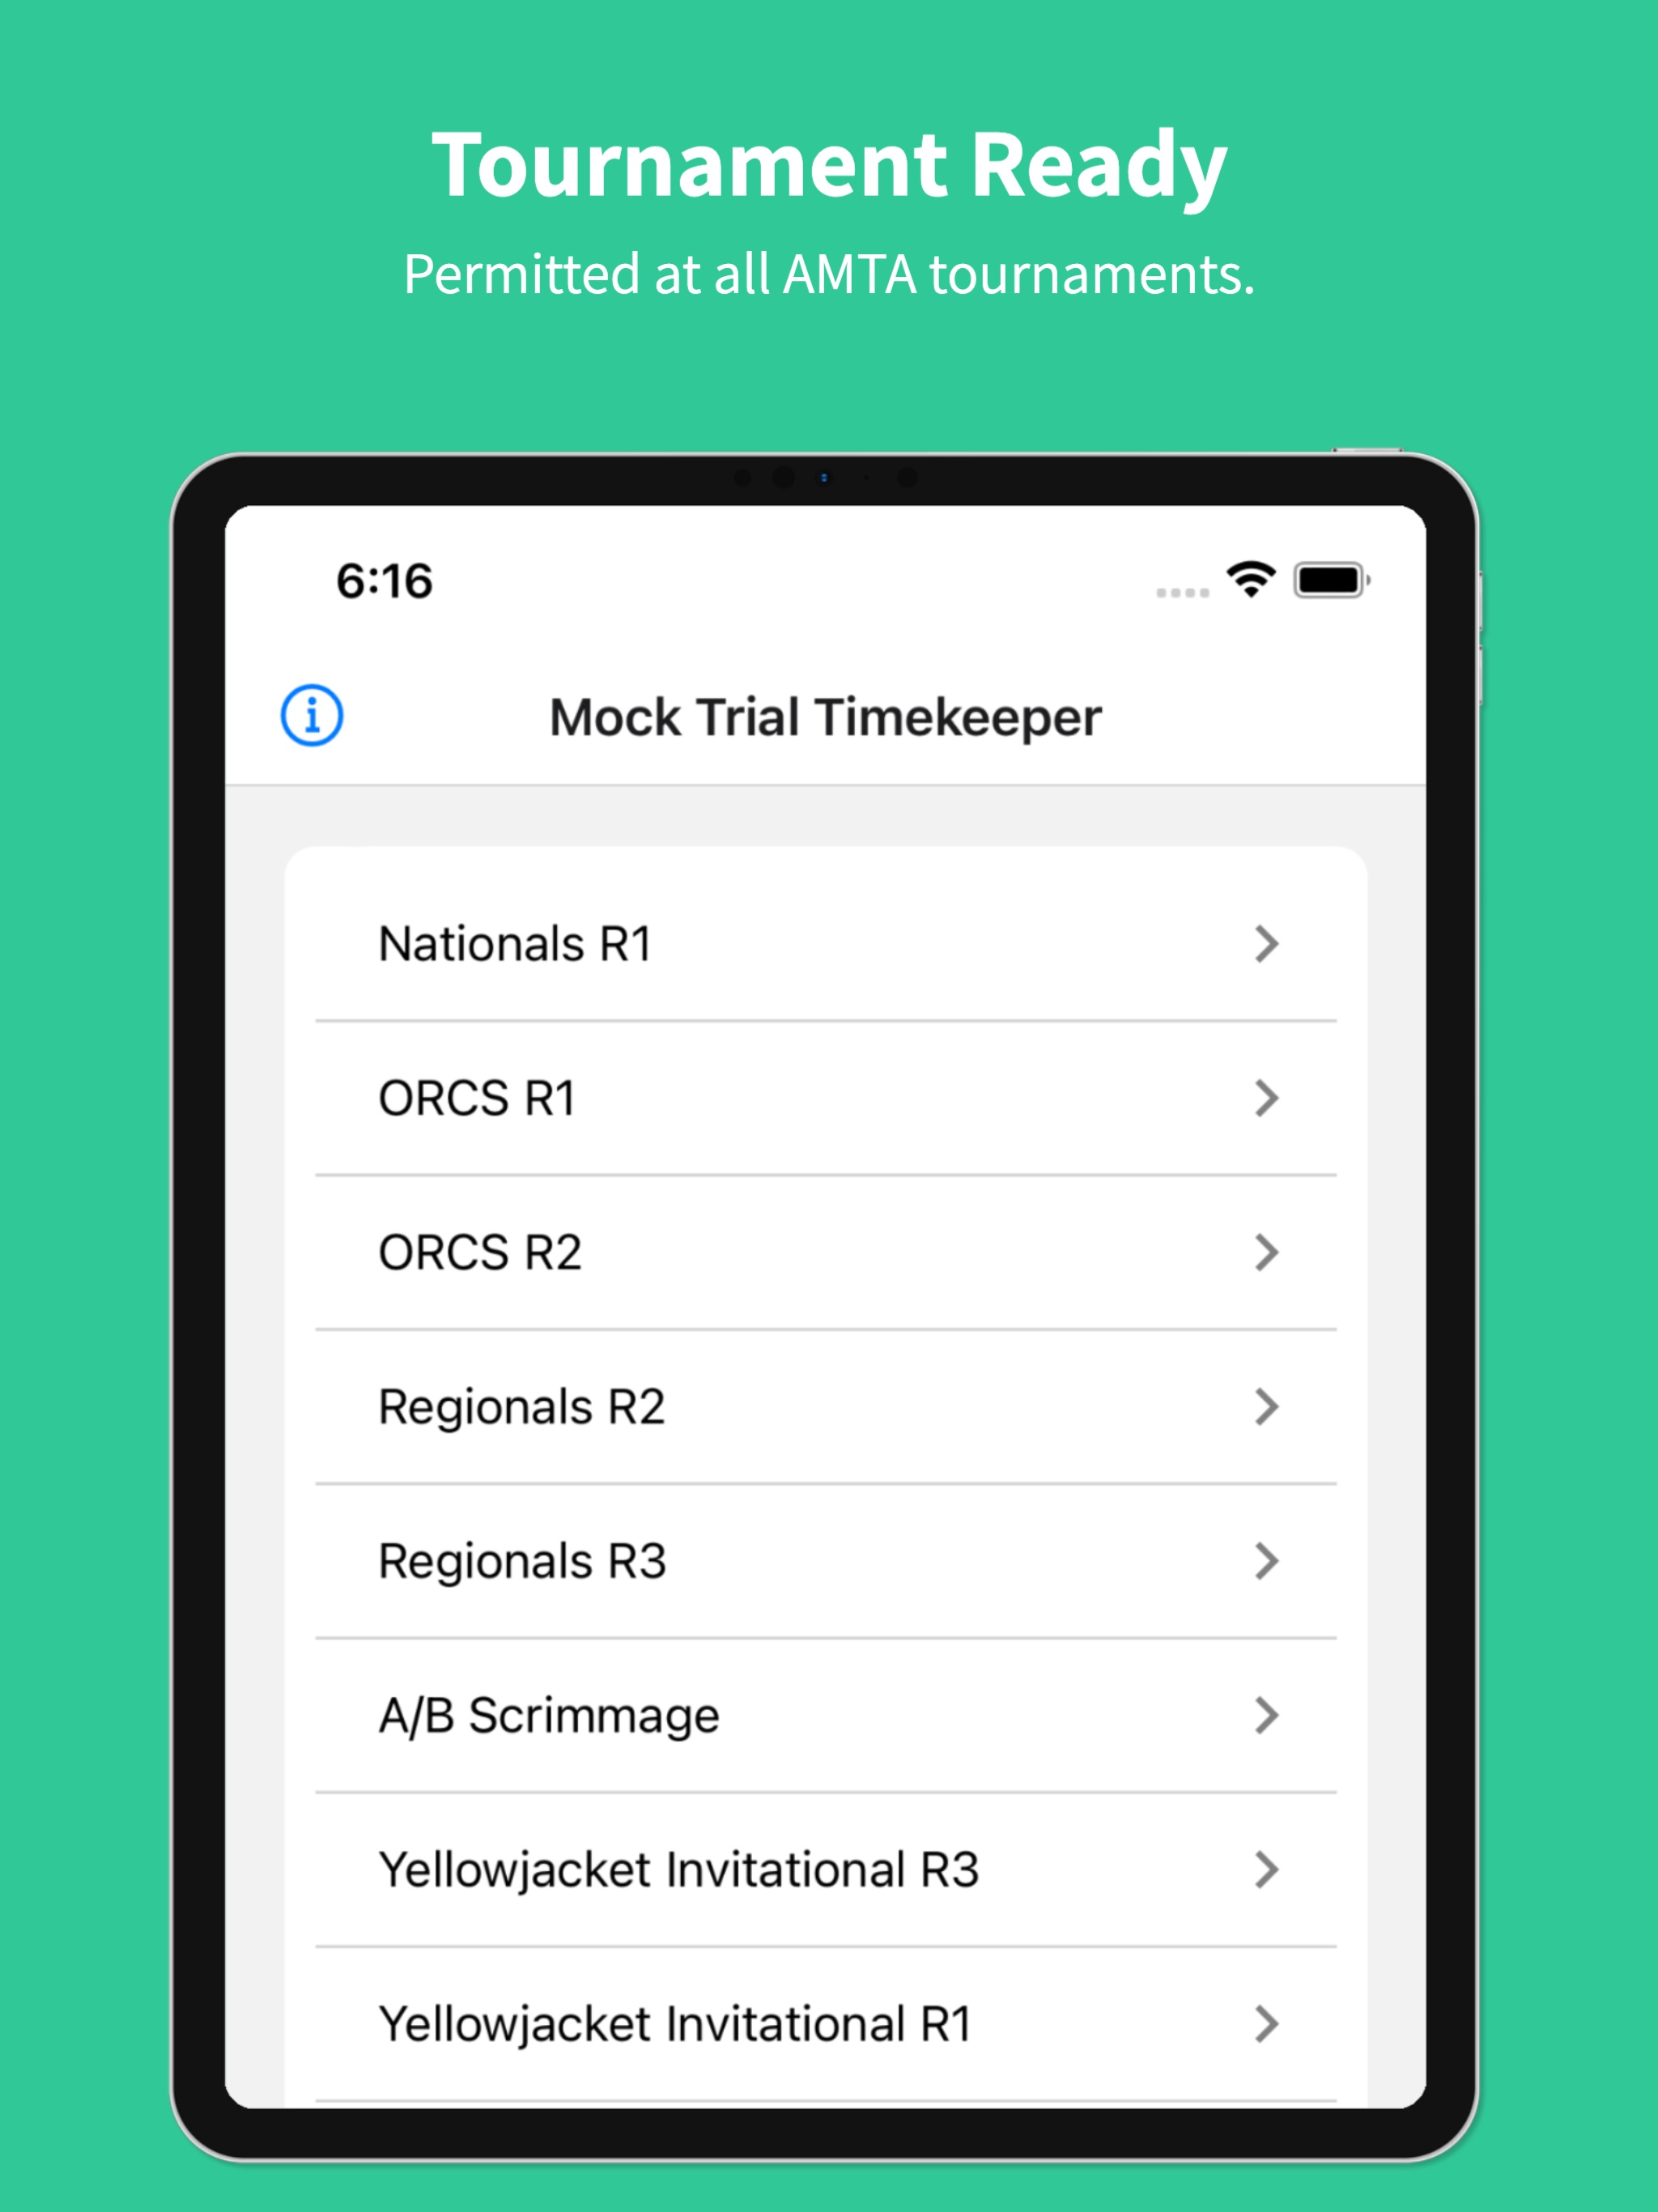 Tournament Ready
Permitted at all AMTA tournaments.
6:16
Mock Trial Timekeeper
Nationals R1
ORCS R1
ORCS R2
Regionals R2
Regionals R3
A/B Scrimmage
Yellowjacket Invitational R3
Yellowjacket Invitational R1